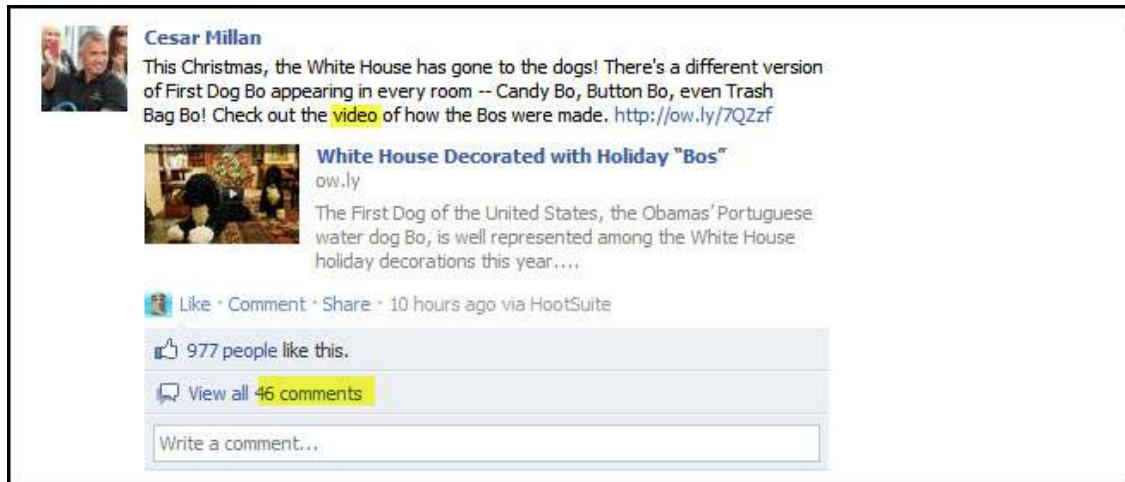 Cesar Millan
This Christmas, the White House has gone to the dogs! There's a different version
of First Dog Bo appearing in every room -- Candy Bo, Button Bo, even Trash
Bag Bo! Check out the video of how the Bos were made. http://ow.ly/7QZzf
White House Decorated with Holiday "Bos"
ow.ly
The First Dog of the United States, the Obamas' Portuguese
water dog Bo, is well represented among the White House
holiday decorations this year....
Like · Comment · Share · 10 hours ago via HootSuite
977 people like this.
View all 46 comments
Write a comment...